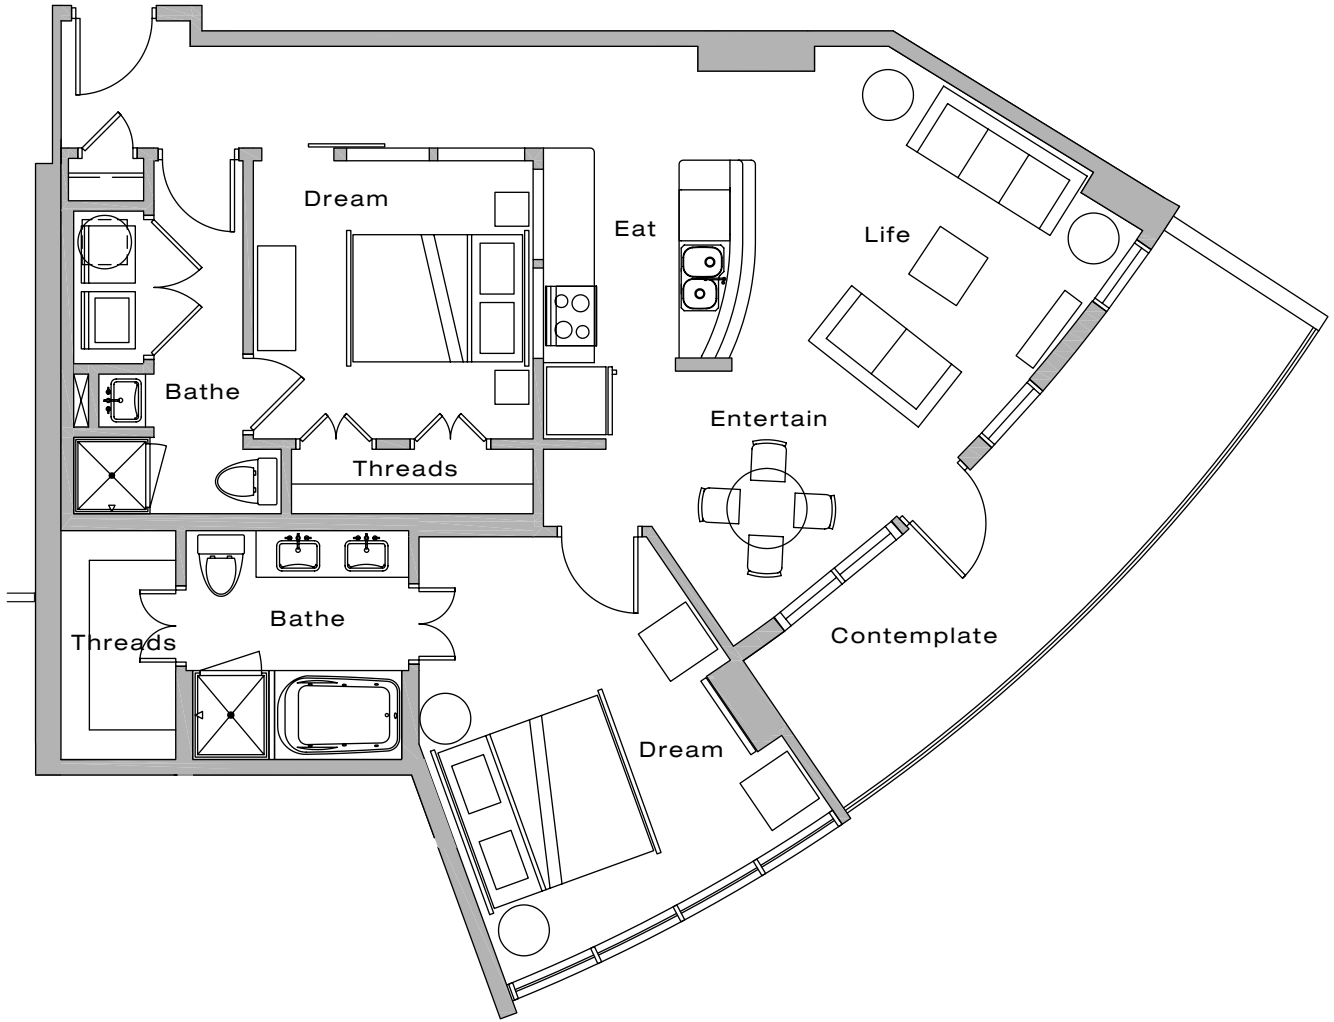 Dream
Eat
Life
Bathe
Entertain
Threads
Bathe
Threads
Contemplate
Dream